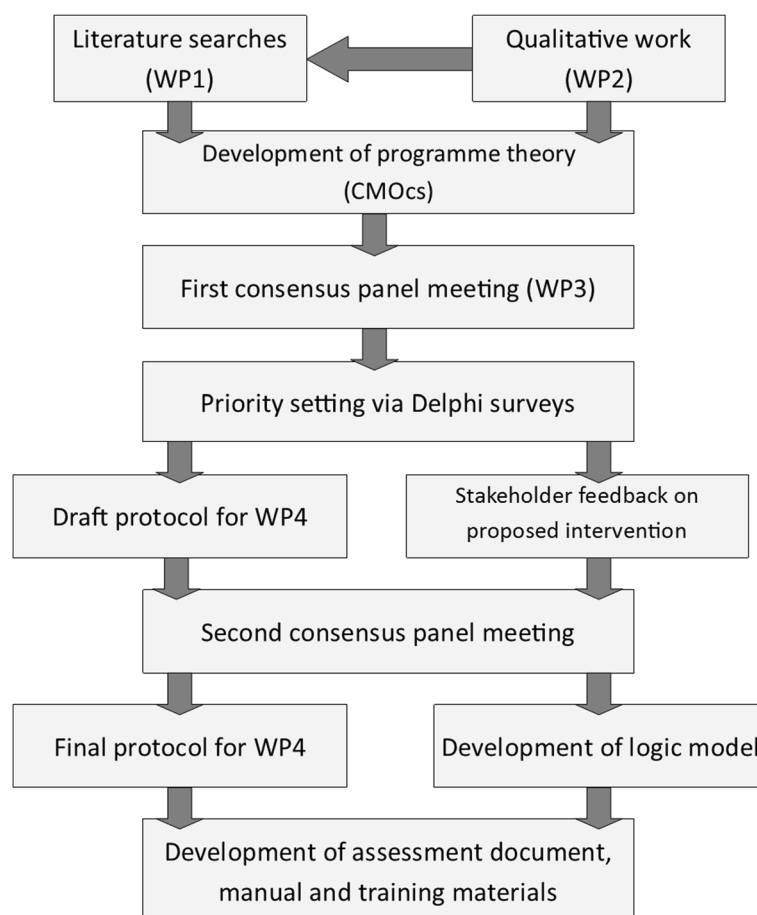 Literature searches
(WP1)
Qualitative work
(WP2)
Development of programme theory
(CMOcs)
First consensus panel meeting (WP3)
Priority setting via Delphi surveys
Draft protocol for WP4
Stakeholder feedback on
proposed intervention
Second consensus panel meeting
Final protocol for WP4
Development of logic model
Development of assessment document,
manual and training materials